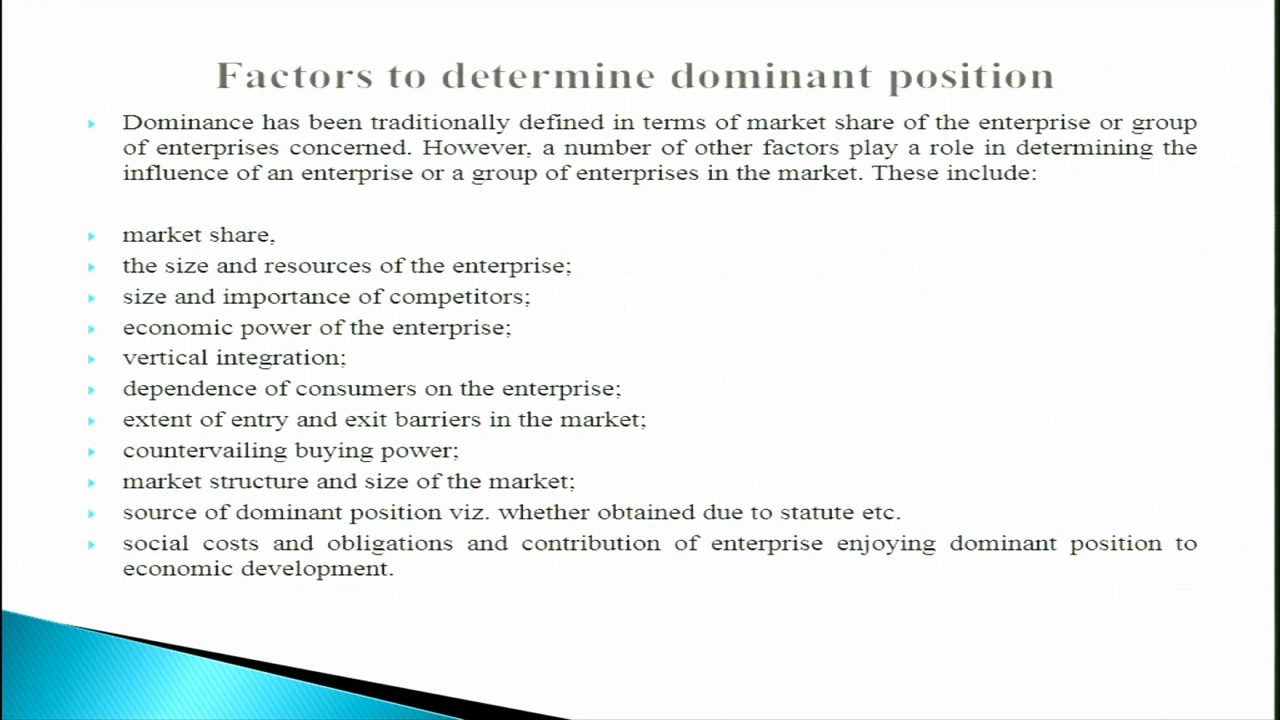 Factors to determine dominant position
Dominance has been traditionally defined in terms of market share of the enterprise or group
of enterprises concerned. However, a number of other factors play a role in determining the
influence of an enterprise or a group of enterprises in the market. These include:
market share,
the size and resources of the enterprise;
size and importance of competitors;
economic power of the enterprise;
vertical integration;
dependence of consumers on the enterprise;
extent of entry and exit barriers in the market;
countervailing buying power;
market structure and size of the market;
source of dominant position viz. whether obtained due to statute etc.
social costs and obligations and contribution of enterprise enjoying dominant position to
economic development.